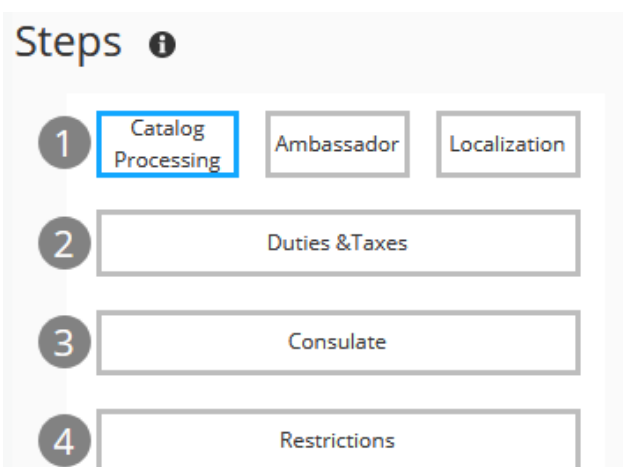 Steps i
1 Catalog Processing Ambassador Localization
2 Duties &Taxes
3 Consulate
4 Restrictions